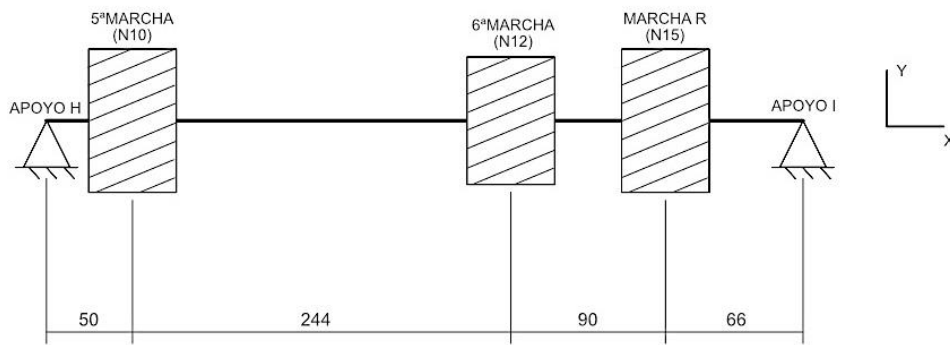 5ªMARCHA
(N10)
6ªMARCHA
(N12)
MARCHA R
(N15)
APOYO H
APOYO I
Y
X
50
244
90
66